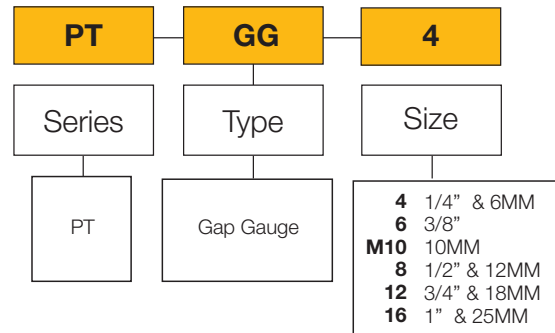 PT GG 4
Series Type Size
PT
Gap Gauge
4 1/4” & 6MM
6 3/8”
M10 10MM
8 1/2” & 12MM
12 3/4” & 18MM
16 1” & 25MM